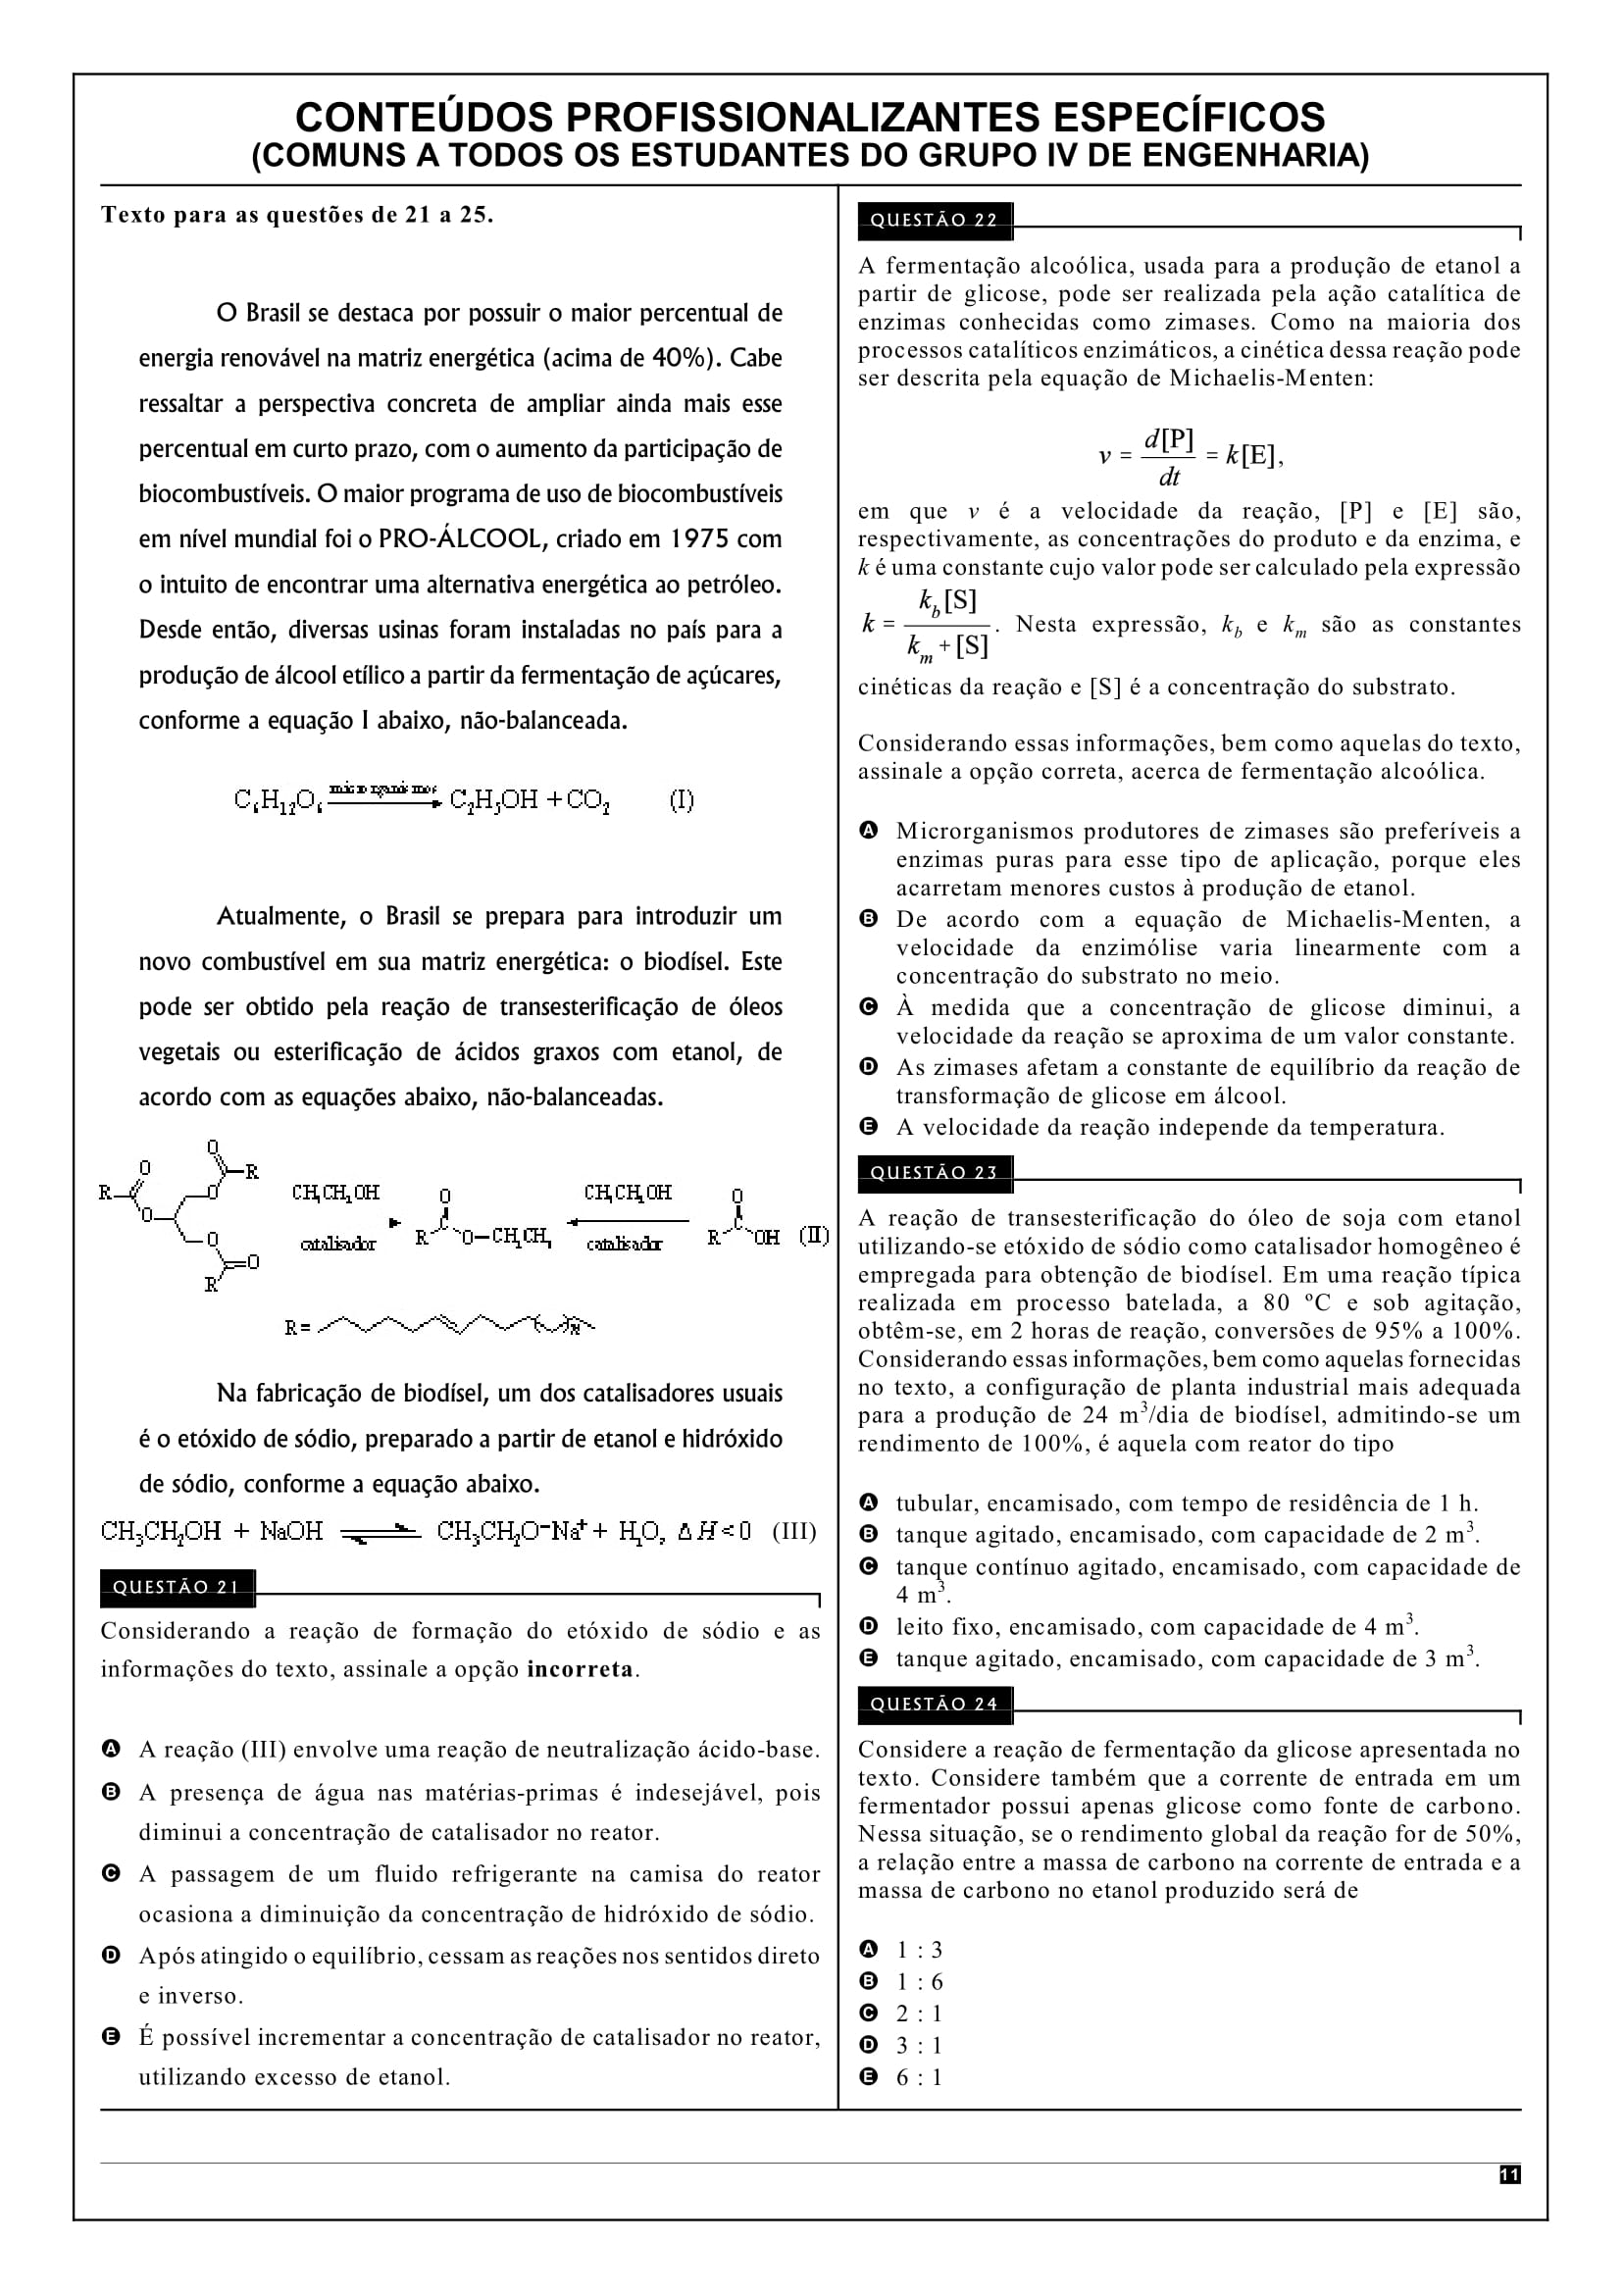 CONTEÚDOS PROFISSIONALIZANTES ESPECÍFICOS
(COMUNS A TODOS OS ESTUDANTES DO GRUPO IV DE ENGENHARIA)
Texto para as questões de 21 a 25.
O Brasil se destaca por possuir o maior percentual de
energia renovável na matriz energética (acima de 40%). Cabe
ressaltar a perspectiva concreta de ampliar ainda mais esse
percentual em curto prazo, com o aumento da participação de
biocombustíveis. O maior programa de uso de biocombustíveis
em nível mundial foi o PRO-ÁLCOOL, criado em 1975 com
o intuito de encontrar uma alternativa energética ao petróleo.
Desde então, diversas usinas foram instaladas no país para a
produção de álcool etílico a partir da fermentação de açúcares,
conforme a equação I abaixo, não-balanceada.
C₆H₁₂O₆ microrganismos C₂H₅OH + CO₂ (I)
Atualmente, o Brasil se prepara para introduzir um
novo combustível em sua matriz energética: o biodísel. Este
pode ser obtido pela reação de transesterificação de óleos
vegetais ou esterificação de ácidos graxos com etanol, de
acordo com as equações abaixo, não-balanceadas.
O O R
R O O
O
O
R
CH₃CH₂OH
catalisador
O
R C O–CH₂CH₃
CH₃CH₂OH
catalisador
O
R C OH (II)
R = ( )n
Na fabricação de biodísel, um dos catalisadores usuais
é o etóxido de sódio, preparado a partir de etanol e hidróxido
de sódio, conforme a equação abaixo.
CH₃CH₂OH + NaOH ⇌ CH₃CH₂O⁻Na⁺ + H₂O, ΔH < 0 (III)
QUESTÃO 21
Considerando a reação de formação do etóxido de sódio e as
informações do texto, assinale a opção incorreta.
A A reação (III) envolve uma reação de neutralização ácido-base.
B A presença de água nas matérias-primas é indesejável, pois
diminui a concentração de catalisador no reator.
C A passagem de um fluido refrigerante na camisa do reator
ocasiona a diminuição da concentração de hidróxido de sódio.
D Após atingido o equilíbrio, cessam as reações nos sentidos direto
e inverso.
E É possível incrementar a concentração de catalisador no reator,
utilizando excesso de etanol.
QUESTÃO 22
A fermentação alcoólica, usada para a produção de etanol a
partir de glicose, pode ser realizada pela ação catalítica de
enzimas conhecidas como zimases. Como na maioria dos
processos catalíticos enzimáticos, a cinética dessa reação pode
ser descrita pela equação de Michaelis-Menten:
v = d[P]/dt = k[E],
em que v é a velocidade da reação, [P] e [E] são,
respectivamente, as concentrações do produto e da enzima, e
k é uma constante cujo valor pode ser calculado pela expressão
k = k_b[S]/(k_m + [S]). Nesta expressão, k_b e k_m são as constantes
cinéticas da reação e [S] é a concentração do substrato.
Considerando essas informações, bem como aquelas do texto,
assinale a opção correta, acerca de fermentação alcoólica.
A Microrganismos produtores de zimases são preferíveis a
enzimas puras para esse tipo de aplicação, porque eles
acarretam menores custos à produção de etanol.
B De acordo com a equação de Michaelis-Menten, a
velocidade da enzimólise varia linearmente com a
concentração do substrato no meio.
C À medida que a concentração de glicose diminui, a
velocidade da reação se aproxima de um valor constante.
D As zimases afetam a constante de equilíbrio da reação de
transformação de glicose em álcool.
E A velocidade da reação independe da temperatura.
QUESTÃO 23
A reação de transesterificação do óleo de soja com etanol
utilizando-se etóxido de sódio como catalisador homogêneo é
empregada para obtenção de biodísel. Em uma reação típica
realizada em processo batelada, a 80 ºC e sob agitação,
obtêm-se, em 2 horas de reação, conversões de 95% a 100%.
Considerando essas informações, bem como aquelas fornecidas
no texto, a configuração de planta industrial mais adequada
para a produção de 24 m³/dia de biodísel, admitindo-se um
rendimento de 100%, é aquela com reator do tipo
A tubular, encamisado, com tempo de residência de 1 h.
B tanque agitado, encamisado, com capacidade de 2 m³.
C tanque contínuo agitado, encamisado, com capacidade de
4 m³.
D leito fixo, encamisado, com capacidade de 4 m³.
E tanque agitado, encamisado, com capacidade de 3 m³.
QUESTÃO 24
Considere a reação de fermentação da glicose apresentada no
texto. Considere também que a corrente de entrada em um
fermentador possui apenas glicose como fonte de carbono.
Nessa situação, se o rendimento global da reação for de 50%,
a relação entre a massa de carbono na corrente de entrada e a
massa de carbono no etanol produzido será de
A 1 : 3
B 1 : 6
C 2 : 1
D 3 : 1
E 6 : 1
11